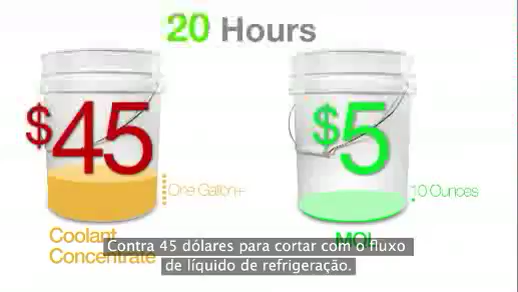 20 Hours
$45
$5
One Gallon+
10 Ounces
Coolant
Concentrate
MQL
Contra 45 dólares para cortar com o fluxo
de líquido de refrigeração.